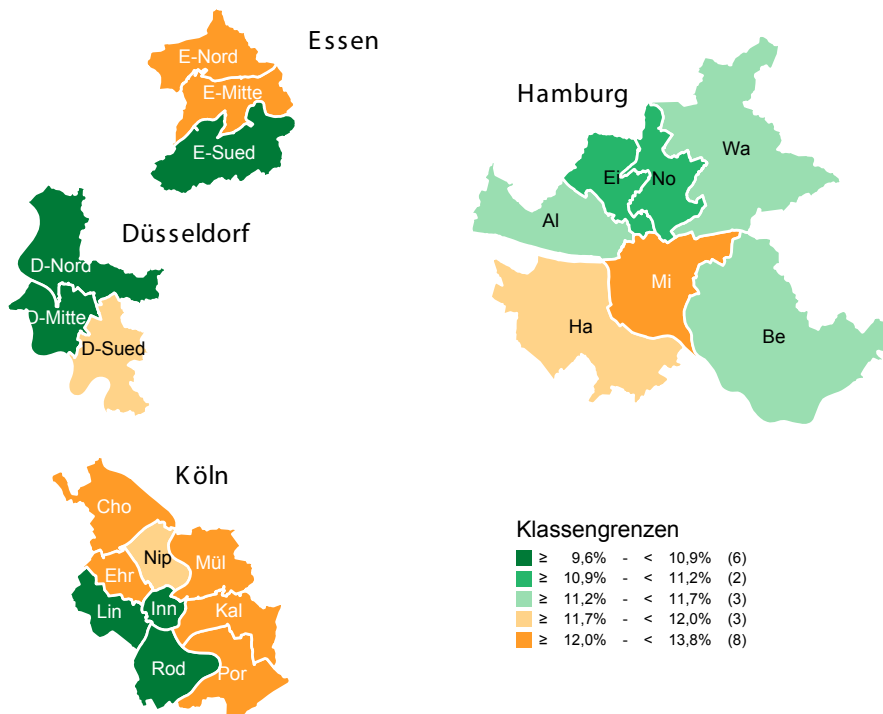 Essen
E-Nord
E-Mitte
E-Sued
Hamburg
Wa
Ei
No
Al
Mi
Ha
Be
Düsseldorf
D-Nord
D-Mitte
D-Sued
Köln
Cho
Nip
Mül
Ehr
Lin
Inn
Kal
Rod
Por
Klassengrenzen
≥ 9,6% - < 10,9% (6)
≥ 10,9% - < 11,2% (2)
≥ 11,2% - < 11,7% (3)
≥ 11,7% - < 12,0% (3)
≥ 12,0% - < 13,8% (8)